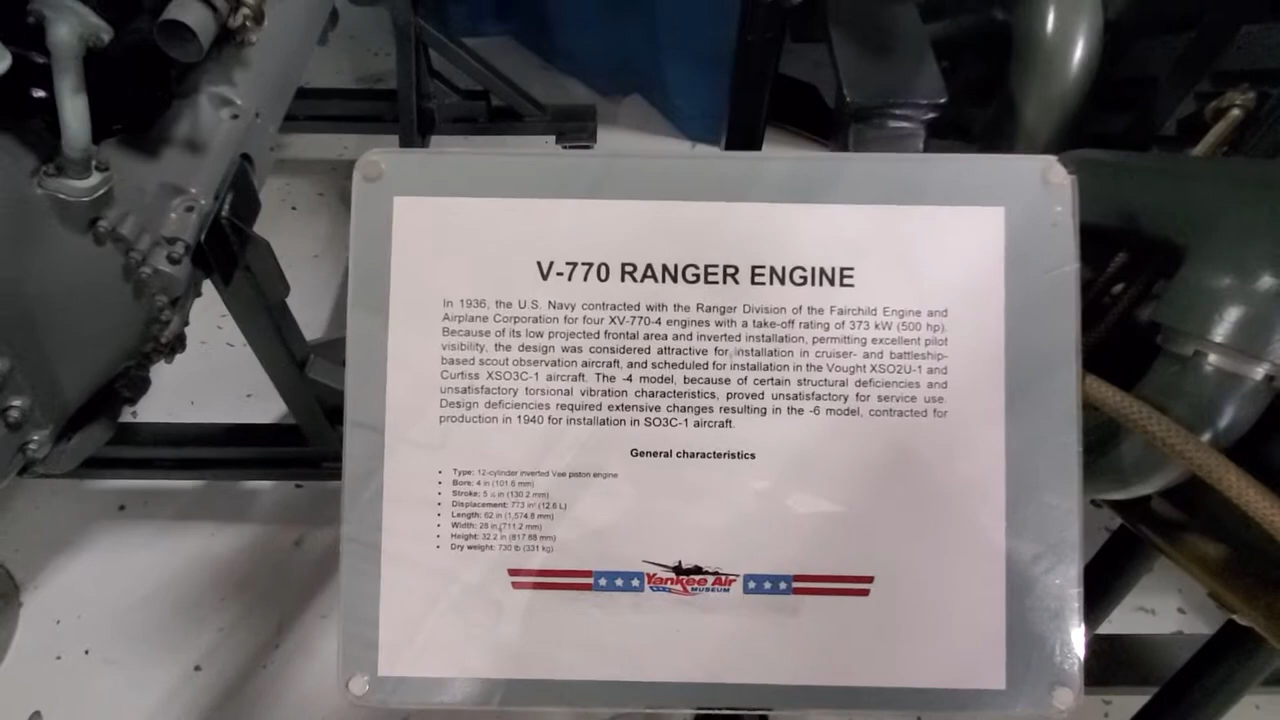 V-770 RANGER ENGINE
In 1936, the U.S. Navy contracted with the Ranger Division of the Fairchild Engine and
Airplane Corporation for four XV-770-4 engines with a take-off rating of 373 kW (500 hp).
Because of its low projected frontal area and inverted installation, permitting excellent pilot
visibility, the design was considered attractive for installation in cruiser- and battleship-
based scout observation aircraft, and scheduled for installation in the Vought XSO2U-1 and
Curtiss XSO3C-1 aircraft. The -4 model, because of certain structural deficiencies and
unsatisfactory torsional vibration characteristics, proved unsatisfactory for service use.
Design deficiencies required extensive changes resulting in the -6 model, contracted for
production in 1940 for installation in SO3C-1 aircraft.
General characteristics
• Type: 12-cylinder inverted Vee piston engine
• Bore: 4 in (101.6 mm)
• Stroke: 5 in (130.2 mm)
• Displacement: 773 in³ (12.6 L)
• Length: 62 in (1,574.8 mm)
• Width: 28 in (711.2 mm)
• Height: 32.2 in (817.88 mm)
• Dry weight: 730 lb (331 kg)
Yankee Air
MUSEUM